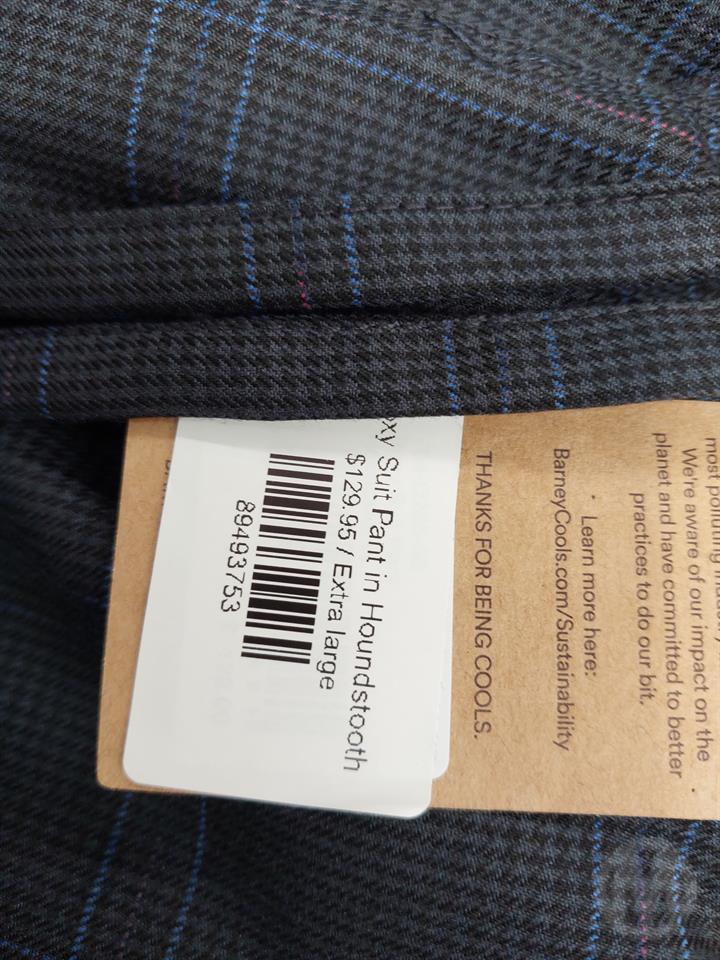 We're aware of our impact on the
planet and have committed to better
practices to do our bit.
Learn more here:
BarneyCools.com/Sustainability
THANKS FOR BEING COOLS.
oxy Suit Pant in Houndstooth
$129.95 / Extra large
89493753